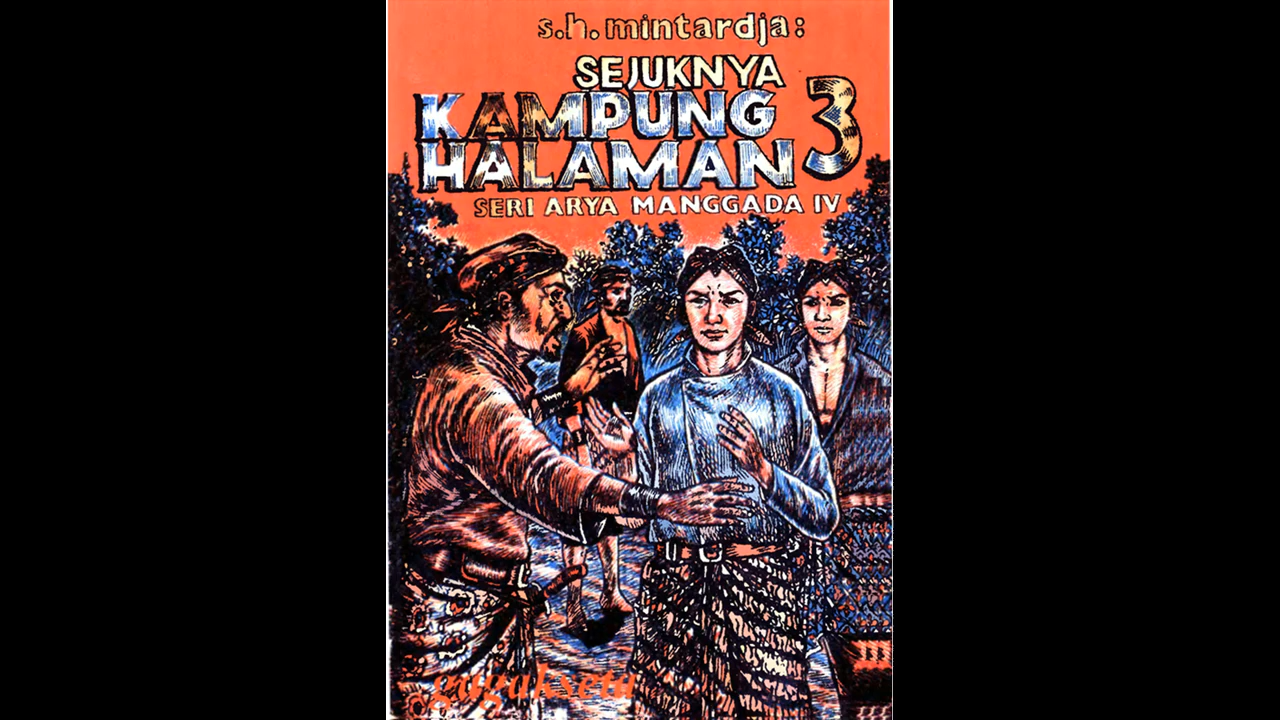 s.h. mintardja:
SEJUKNYA
KAMPUNG
HALAMAN 3
SERI ARYA MANGGADA IV
gagakseta